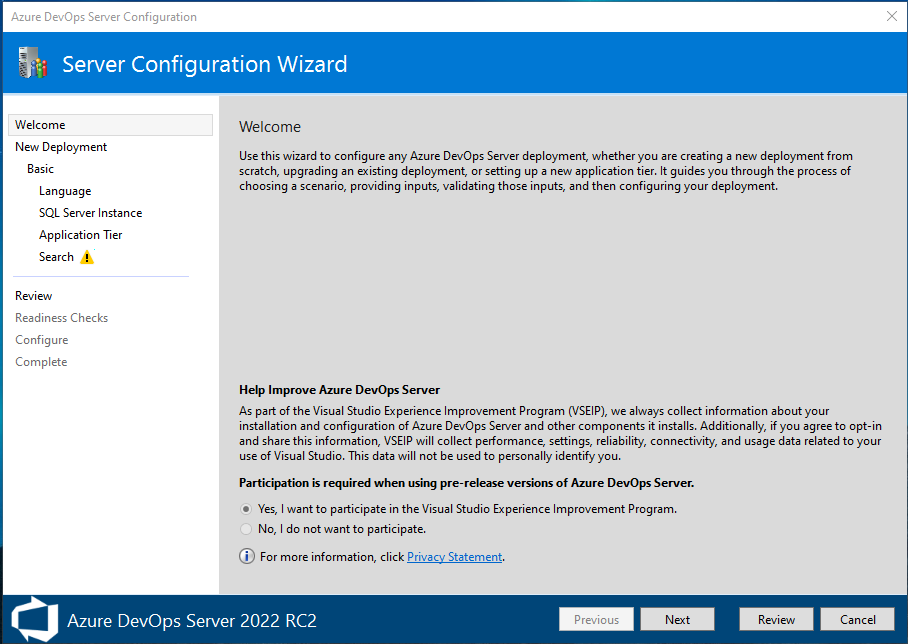 Azure DevOps Server Configuration
Server Configuration Wizard
Welcome
New Deployment
Basic
Language
SQL Server Instance
Application Tier
Search
Review
Readiness Checks
Configure
Complete
Welcome
Use this wizard to configure any Azure DevOps Server deployment, whether you are creating a new deployment from
scratch, upgrading an existing deployment, or setting up a new application tier. It guides you through the process of
choosing a scenario, providing inputs, validating those inputs, and then configuring your deployment.
Help Improve Azure DevOps Server
As part of the Visual Studio Experience Improvement Program (VSEIP), we always collect information about your
installation and configuration of Azure DevOps Server and other components it installs. Additionally, if you agree to opt-in
and share this information, VSEIP will collect performance, settings, reliability, connectivity, and usage data related to your
use of Visual Studio. This data will not be used to personally identify you.
Participation is required when using pre-release versions of Azure DevOps Server.
Yes, I want to participate in the Visual Studio Experience Improvement Program.
No, I do not want to participate.
For more information, click Privacy Statement.
Azure DevOps Server 2022 RC2
Previous
Next
Review
Cancel